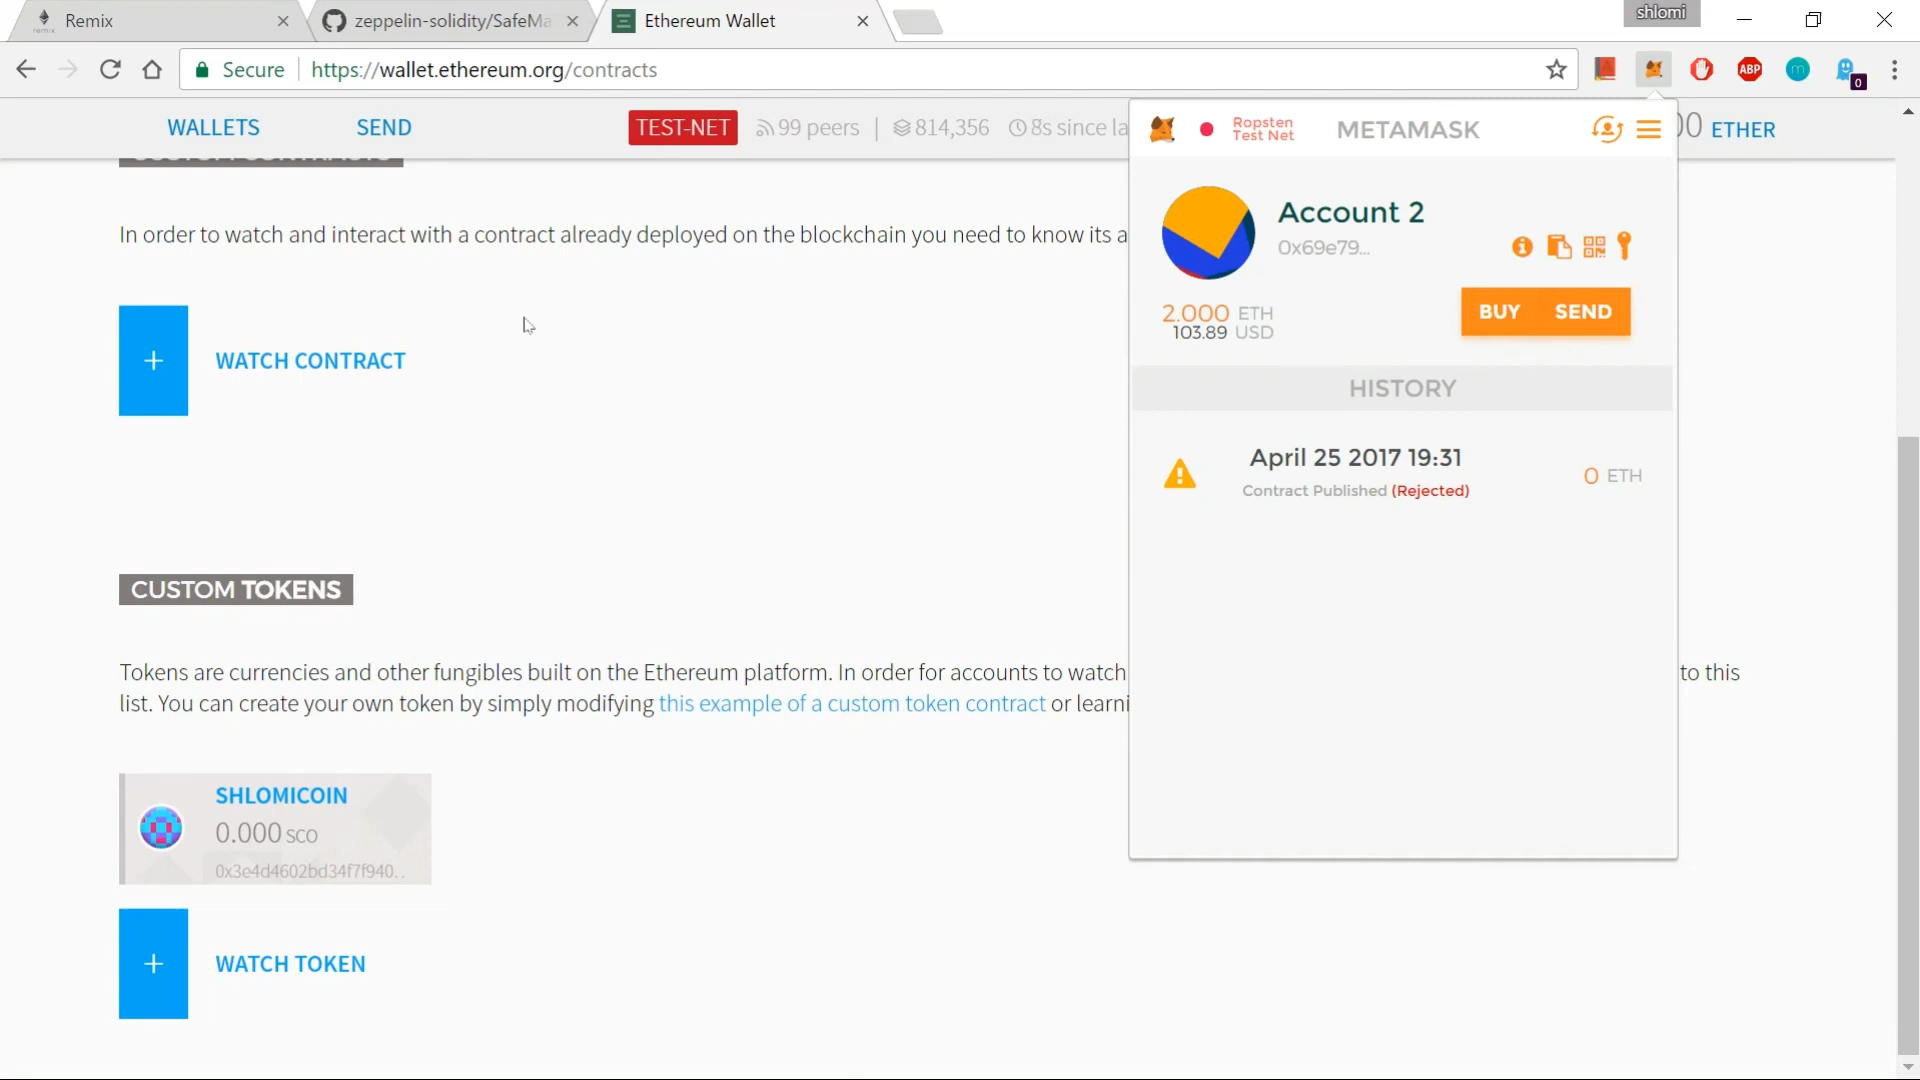 Remix
remix
zeppelin-solidity/SafeMa
Ethereum Wallet
shlomi
Secure
https://wallet.ethereum.org/contracts
ABP
m
0
WALLETS
SEND
TEST-NET
99 peers
814,356
8s since la
Ropsten
Test Net
METAMASK
00 ETHER
CUSTOM CONTRACTS
In order to watch and interact with a contract already deployed on the blockchain you need to know its a
Account 2
0x69e79...
2.000 ETH
103.89 USD
BUY
SEND
+
WATCH CONTRACT
HISTORY
April 25 2017 19:31
Contract Published (Rejected)
0 ETH
CUSTOM TOKENS
Tokens are currencies and other fungibles built on the Ethereum platform. In order for accounts to watch
to this
list. You can create your own token by simply modifying this example of a custom token contract or learni
SHLOMICOIN
0.000 SCO
0x3e4d4602bd34f7f940..
+
WATCH TOKEN